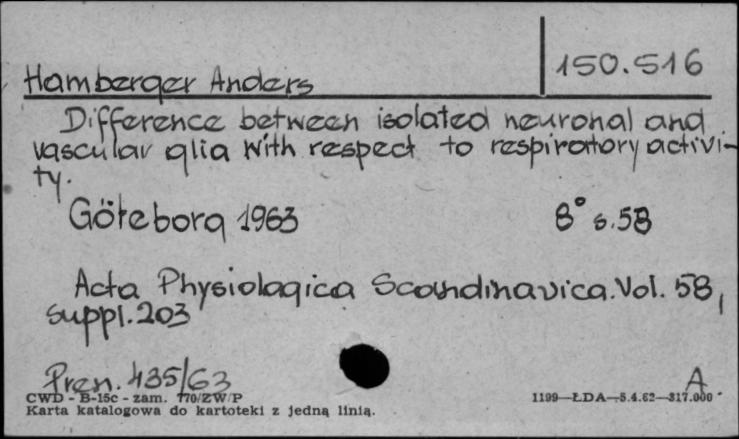 Hamberger Anders
150.516
Difference between isolated neuronal and
vascular glia with respect to respiratory activi-
ty.
Göteborg 1963 8° s.58
Acta Physiologica Scandinavica. Vol. 58,
suppl. 203
Pren. 435/63
A
CWD - B-15c - zam. 770/ZW/P 1199—ŁDA—5.4.62—317.000
Karta katalogowa do kartoteki z jedną linią.